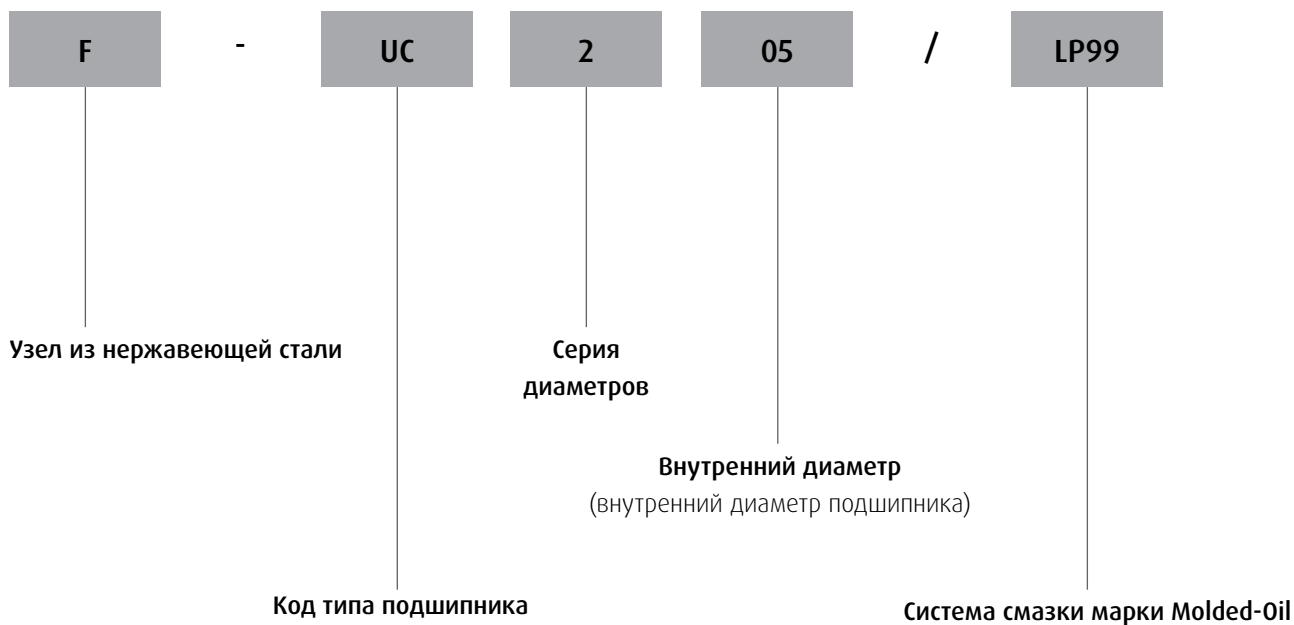 F - UC 2 05 / LP99
Узел из нержавеющей стали
Серия
диаметров
Внутренний диаметр
(внутренний диаметр подшипника)
Код типа подшипника
Система смазки марки Molded-Oil